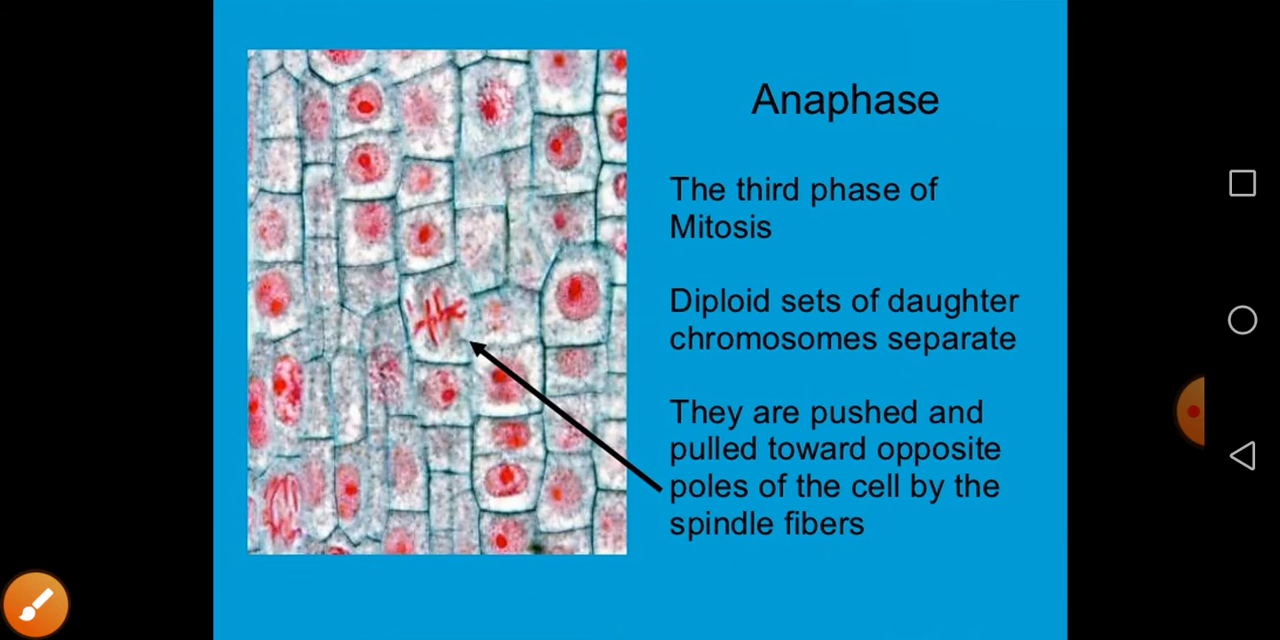 Anaphase
The third phase of
Mitosis
Diploid sets of daughter
chromosomes separate
They are pushed and
pulled toward opposite
poles of the cell by the
spindle fibers